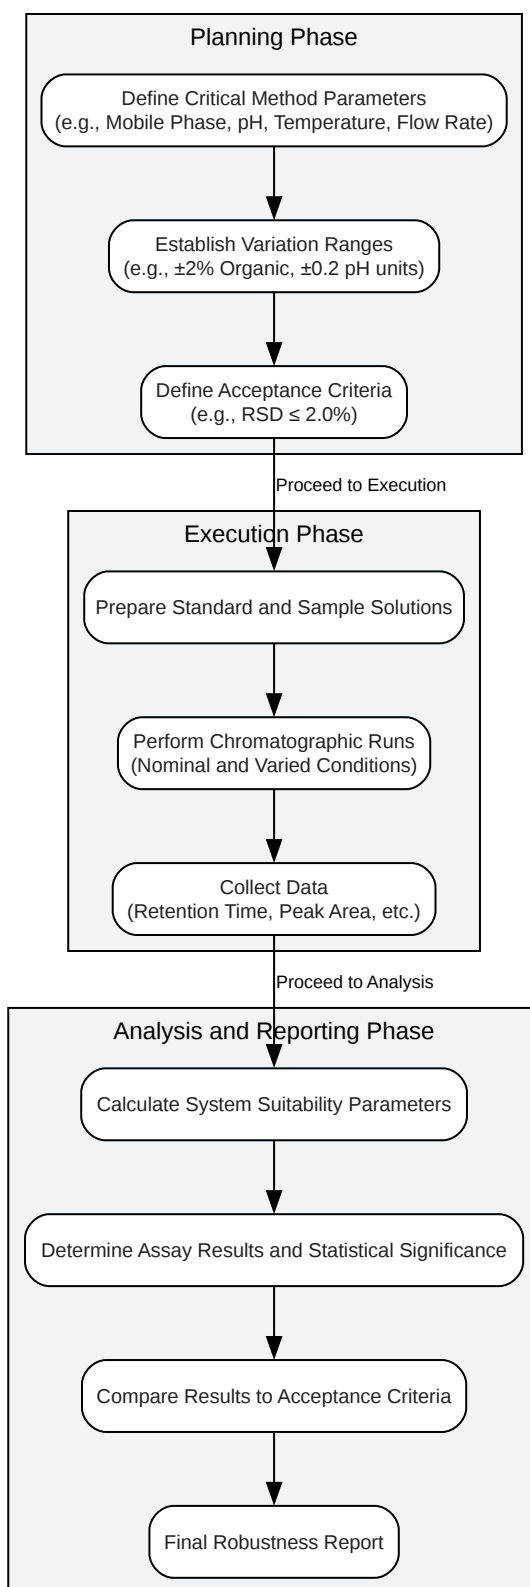 Planning Phase
Define Critical Method Parameters
(e.g., Mobile Phase, pH, Temperature, Flow Rate)
Establish Variation Ranges
(e.g., ±2% Organic, ±0.2 pH units)
Define Acceptance Criteria
(e.g., RSD ≤ 2.0%)
Proceed to Execution
Execution Phase
Prepare Standard and Sample Solutions
Perform Chromatographic Runs
(Nominal and Varied Conditions)
Collect Data
(Retention Time, Peak Area, etc.)
Proceed to Analysis
Analysis and Reporting Phase
Calculate System Suitability Parameters
Determine Assay Results and Statistical Significance
Compare Results to Acceptance Criteria
Final Robustness Report